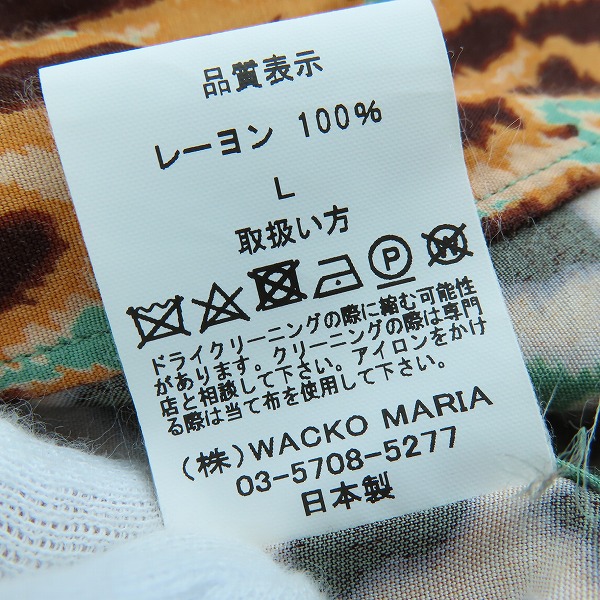 品質表示
レーヨン 100%
L
取扱い方
P W
ドライクリーニングの際に縮む可能性
があります。クリーニングの際は専門
店と相談して下さい。アイロンをかけ
る際は当て布を使用して下さい。
(株)WACKO MARIA
03-5708-5277
日本製